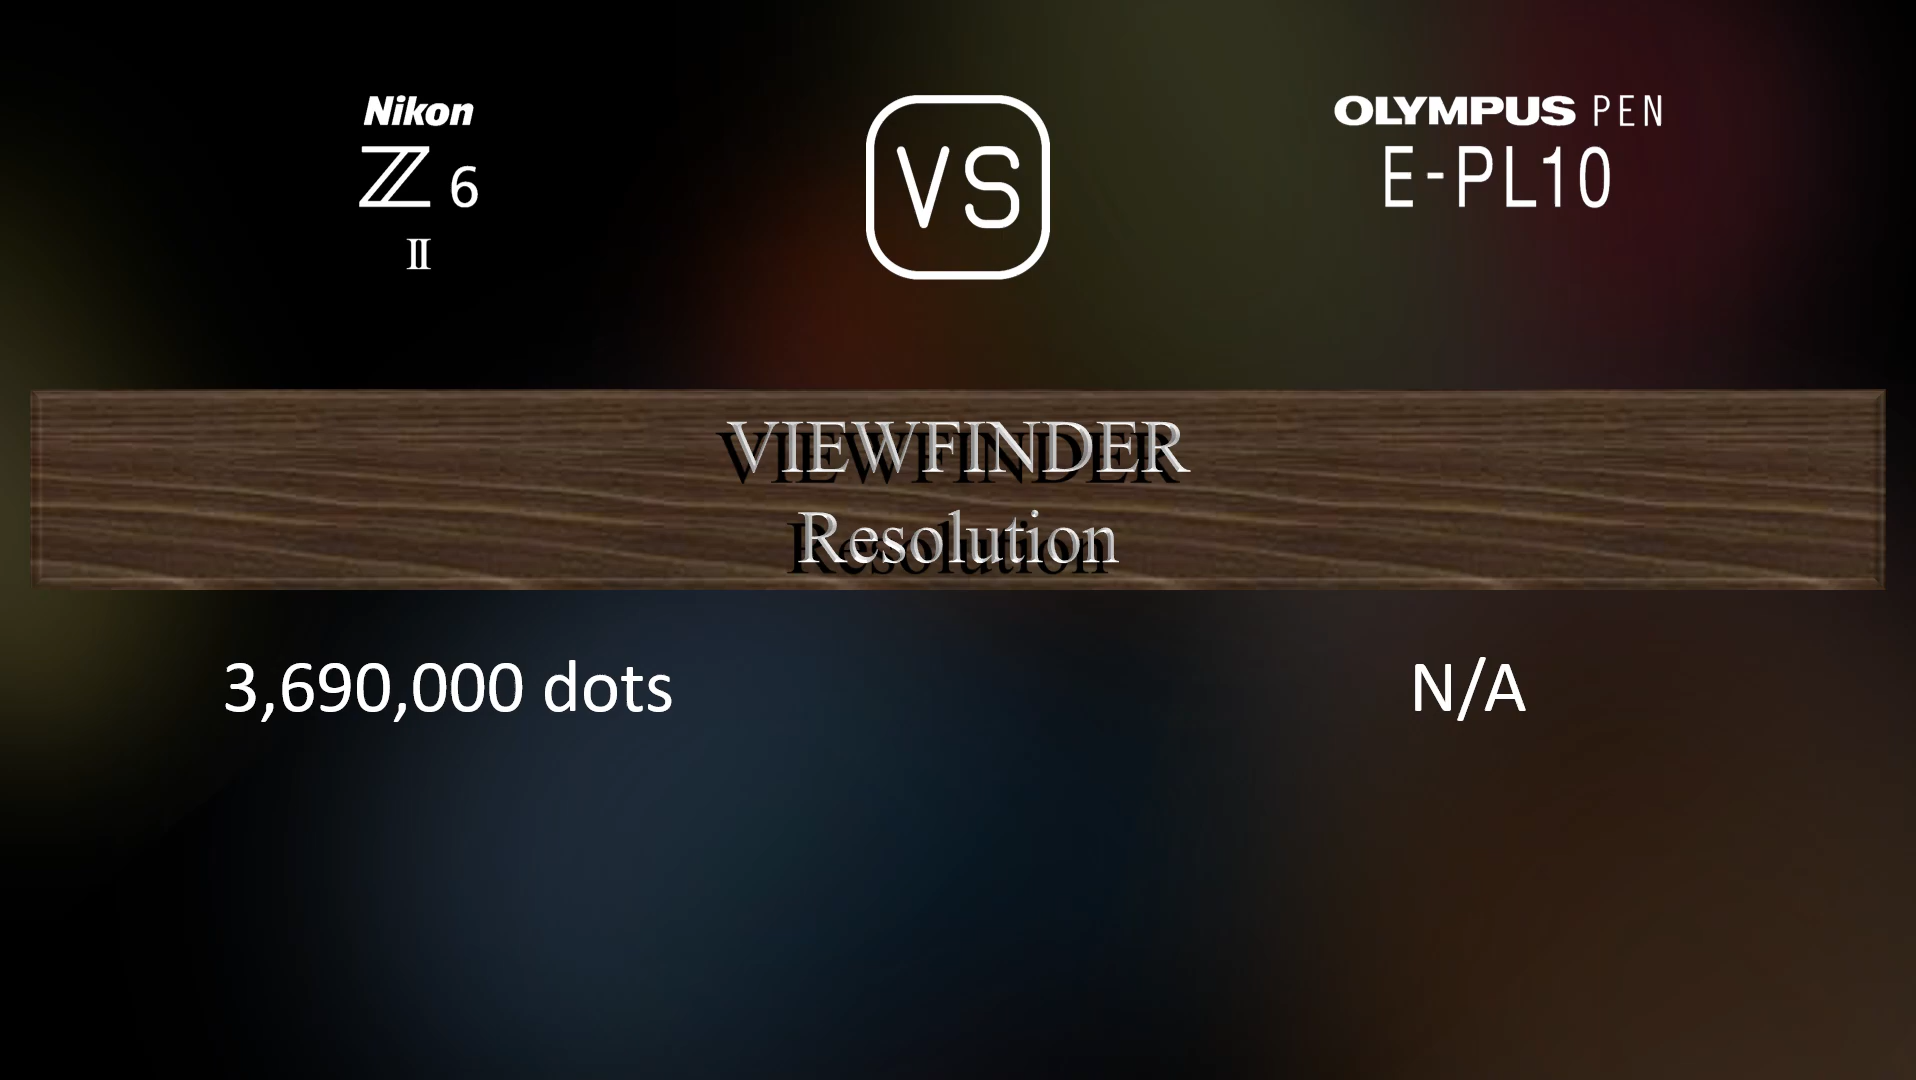 Nikon
Z 6
II
VS
OLYMPUS PEN
E-PL10
VIEWFINDER
Resolution
3,690,000 dots
N/A